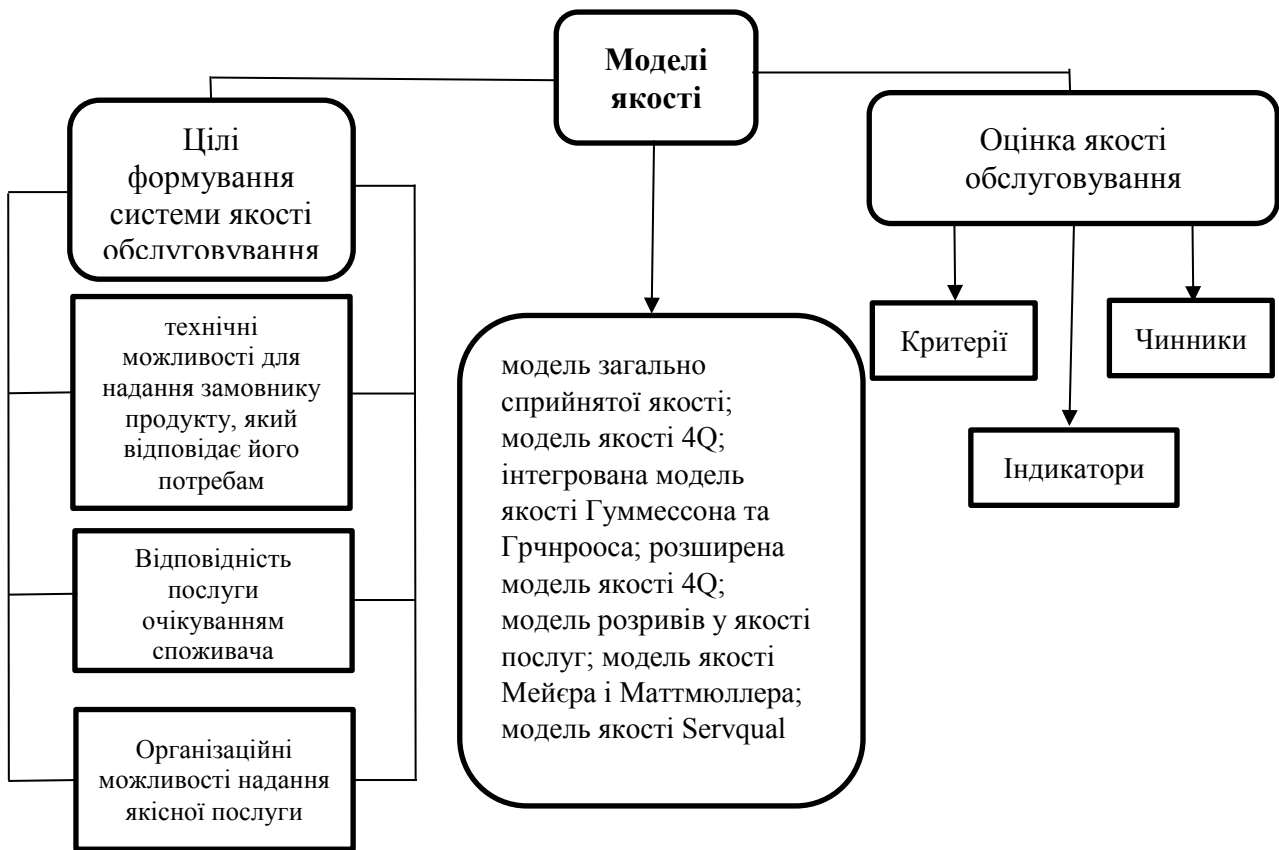 Моделі
якості
Цілі
формування
системи якості
обслуговування
технічні
можливості для
надання замовнику
продукту, який
відповідає його
потребам
Відповідність
послуги
очікуванням
споживача
Організаційні
можливості надання
якісної послуги
модель загально
сприйнятої якості;
модель якості 4Q;
інтегрована модель
якості Гуммессона та
Грчнрооса; розширена
модель якості 4Q;
модель розривів у якості
послуг; модель якості
Мейєра і Маттмюллера;
модель якості Servqual
Оцінка якості
обслуговування
Критерії
Чинники
Індикатори